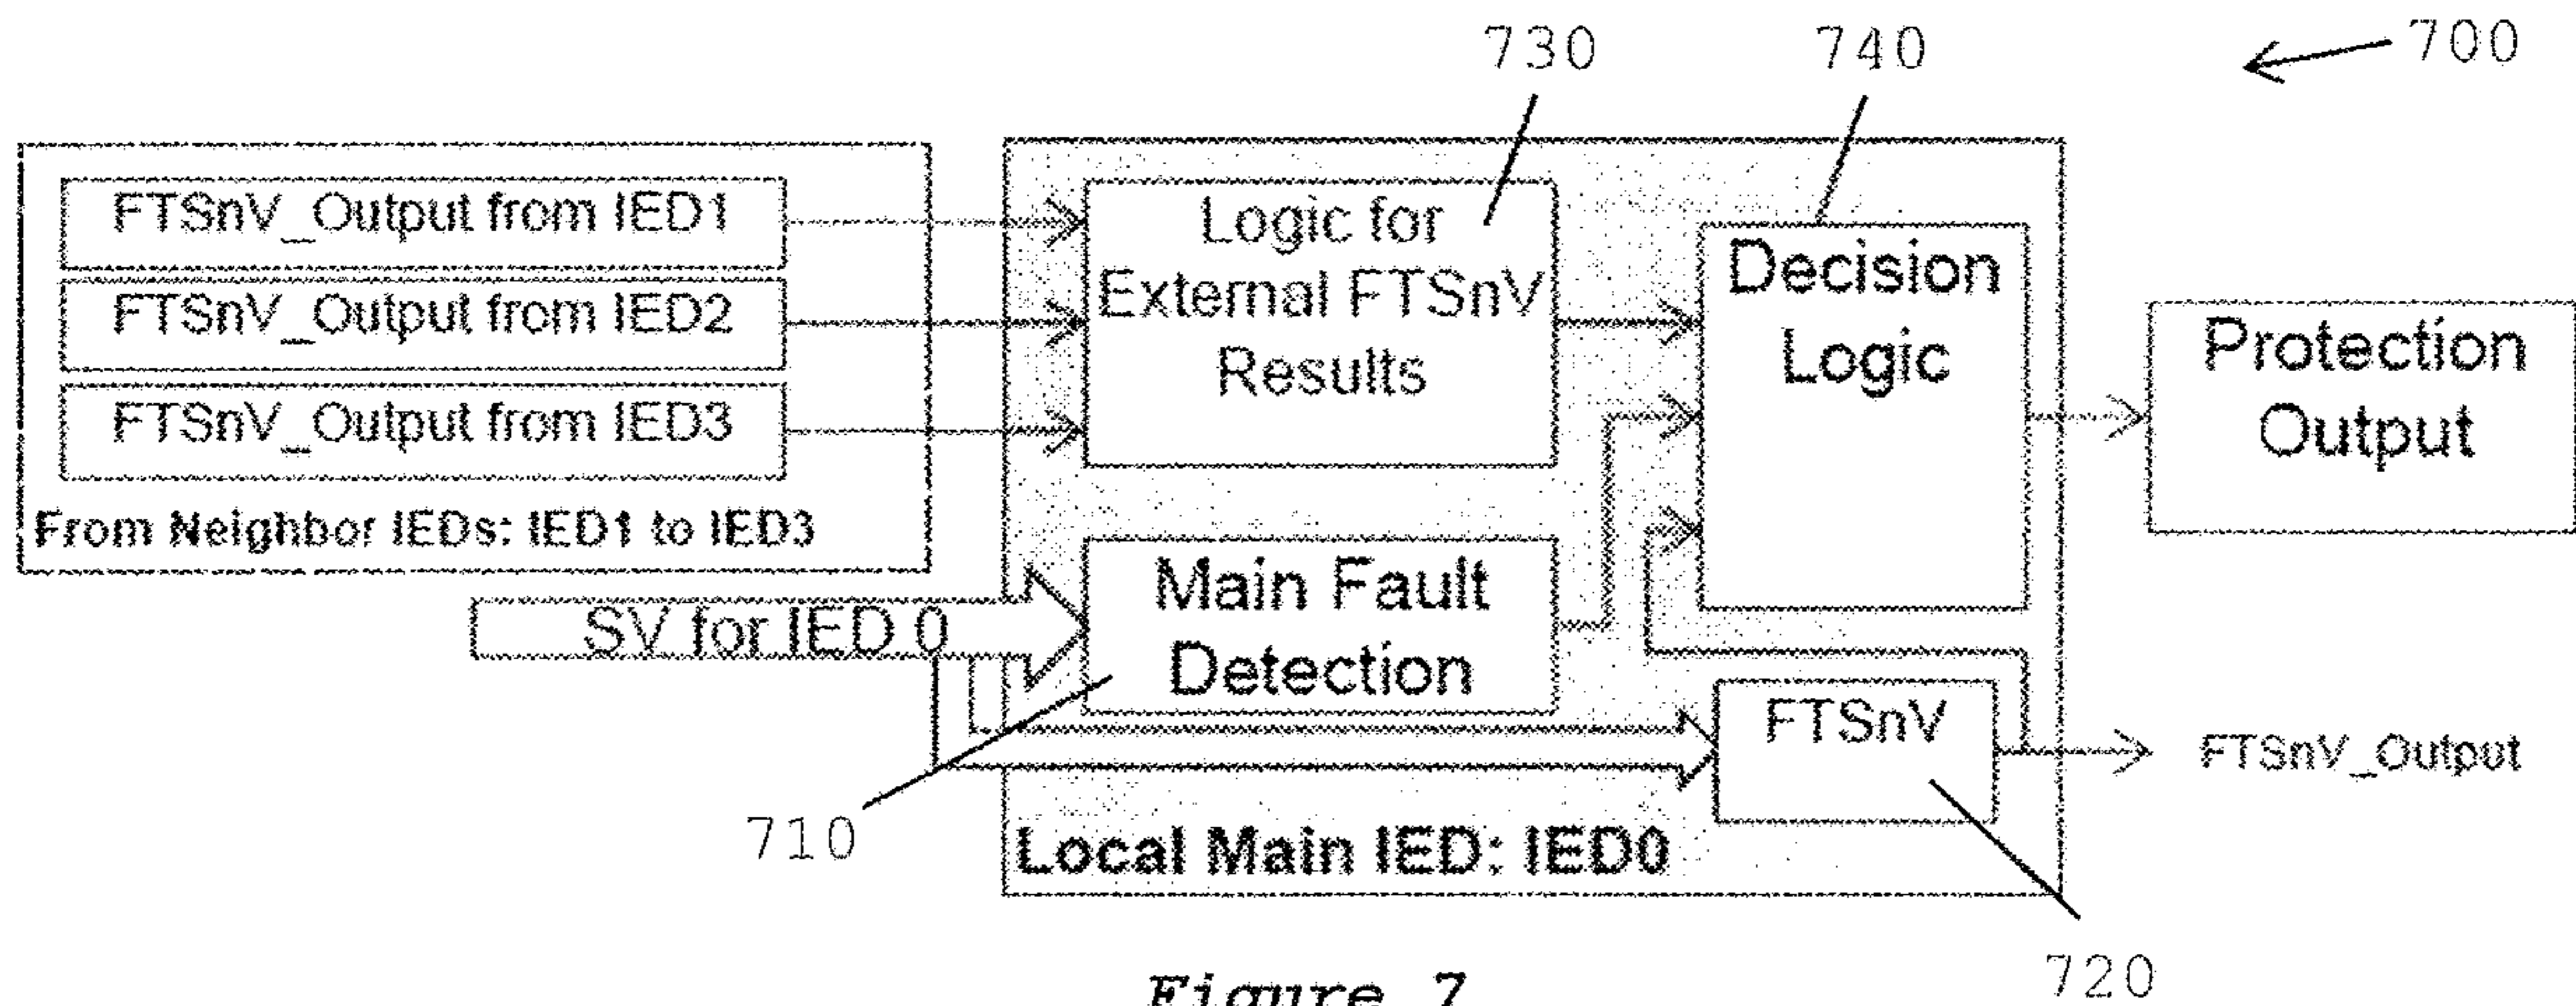 730
740
700
FTSnV_Output from IED1
FTSnV_Output from IED2
FTSnV_Output from IED3
From Neighbor IEDs: IED1 to IED3
Logic for
External FTSnV
Results
Decision
Logic
Protection
Output
SV for IED 0
Main Fault
Detection
FTSnV
FTSnV_Output
710
Local Main IED: IED0
720
Figure 7